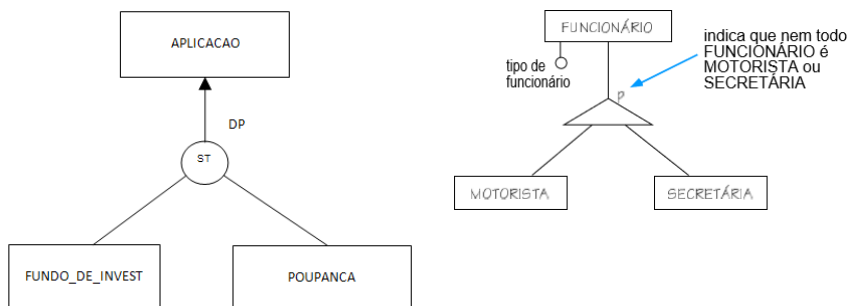 APLICACAO
DP
ST
FUNDO_DE_INVEST
POUPANCA
FUNCIONÁRIO
tipo de
funcionário
p
indica que nem todo
FUNCIONÁRIO é
MOTORISTA ou
SECRETÁRIA
MOTORISTA
SECRETÁRIA